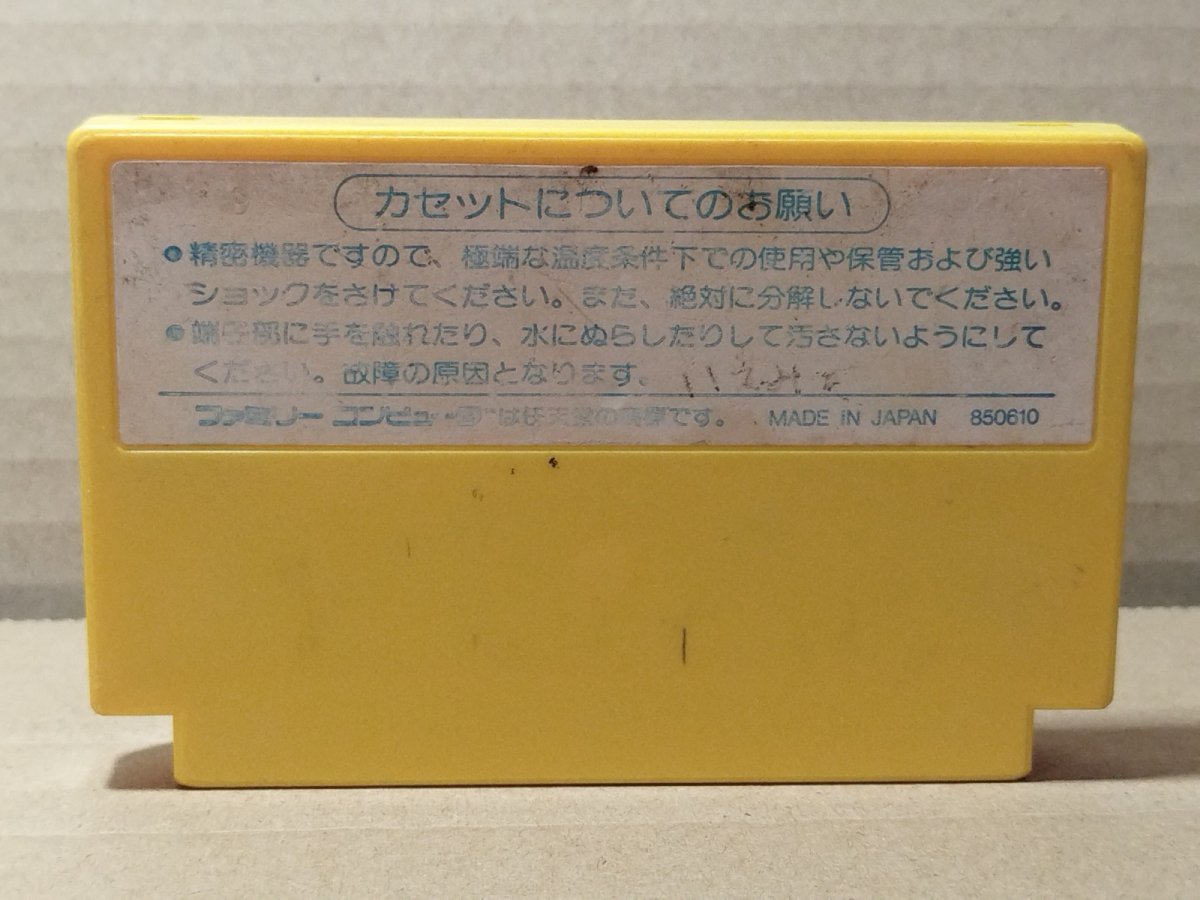 カセットについてのお願い
●精密機器ですので、極端な温度条件下での使用や保管および強い
ショックをさけてください。また、絶対に分解しないでください。
●端子部に手を触れたり、水にぬらしたりして汚さないようにして
ください。故障の原因となります。
ファミリー コンピュータ™は任天堂の商標です。 MADE IN JAPAN 850610